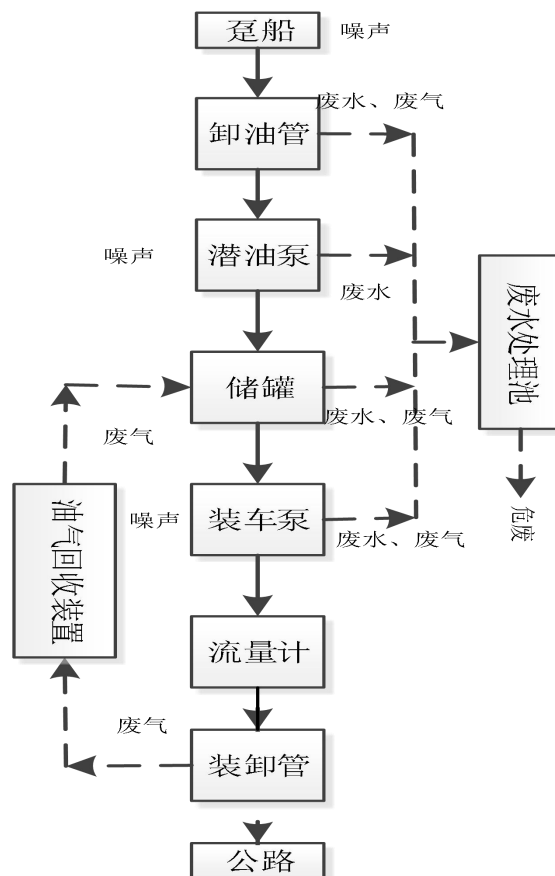 趸船
噪声
废水、废气
卸油管
噪声
潜油泵
废水
废水处理池
储罐
废水、废气
废气
油气回收装置
噪声
装车泵
废水、废气
危废
流量计
废气
装卸管
公路